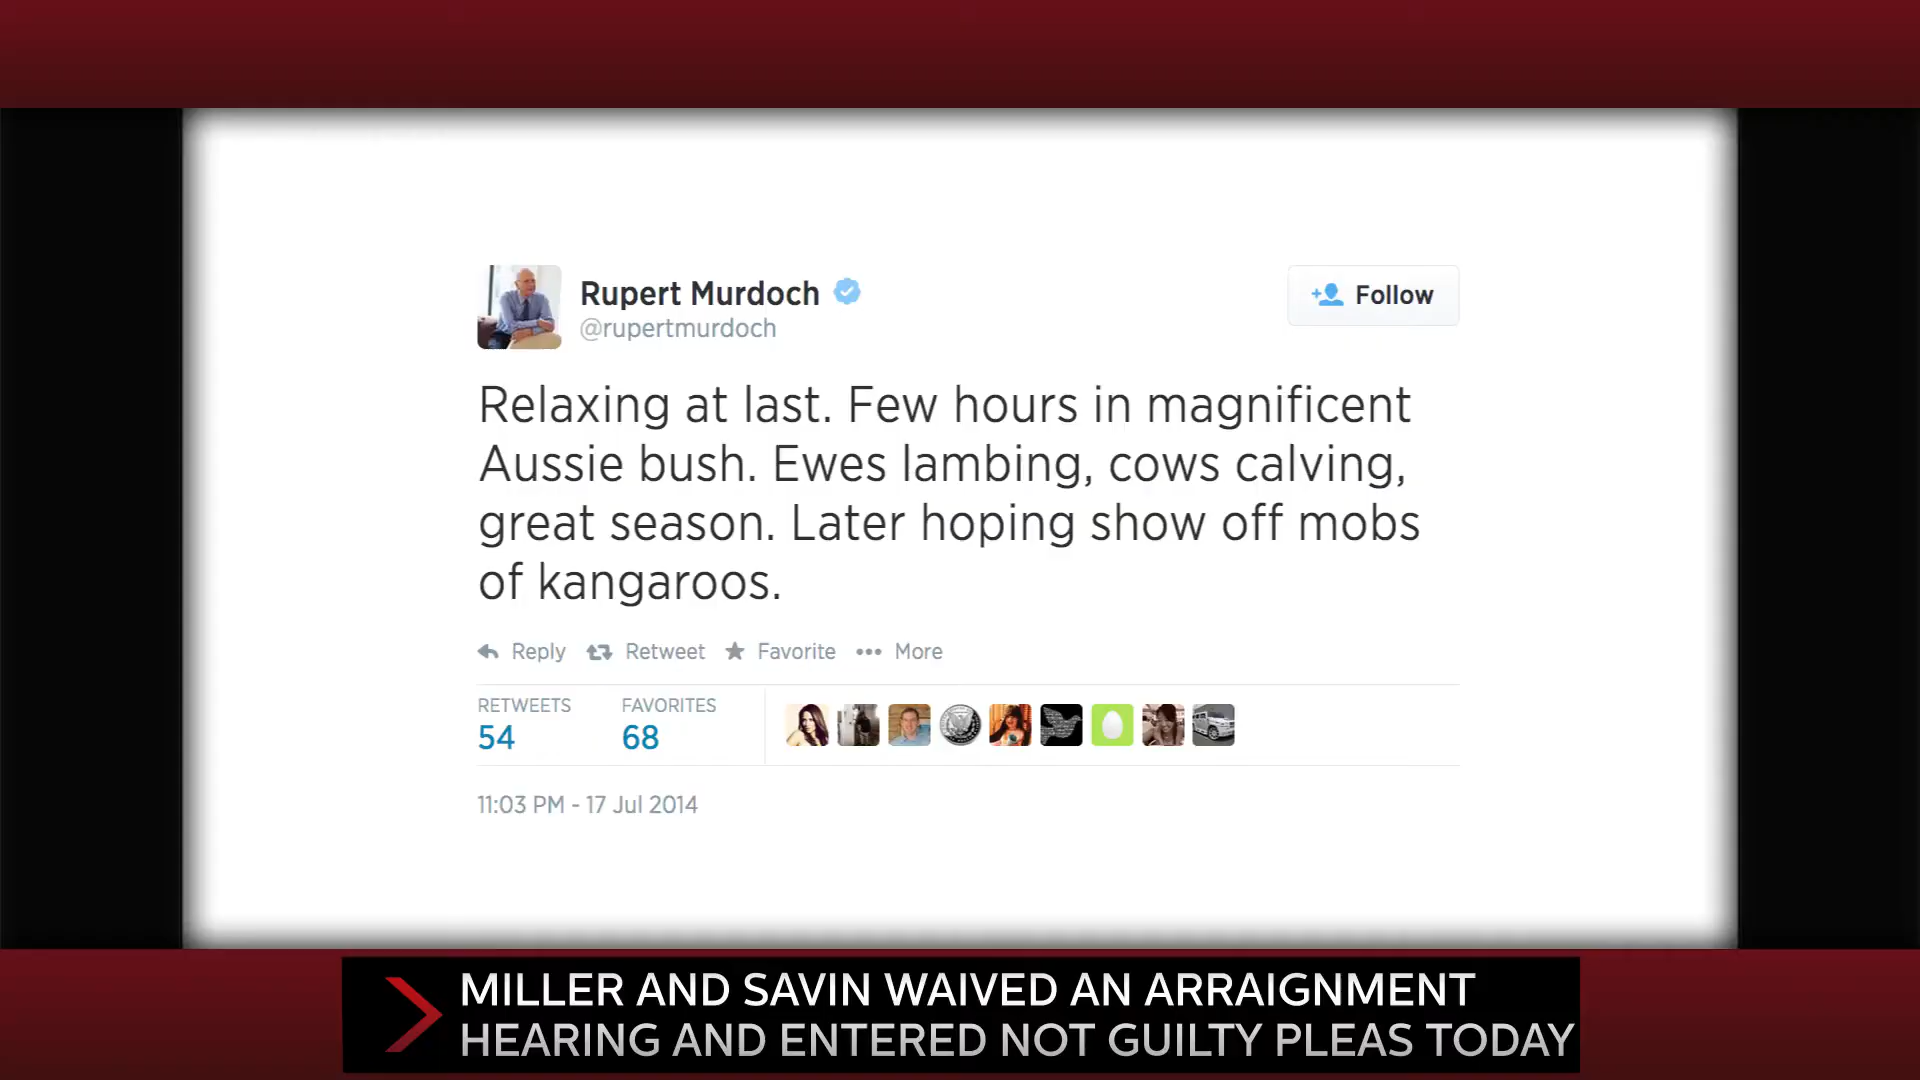 Rupert Murdoch
@rupertmurdoch
Follow
Relaxing at last. Few hours in magnificent
Aussie bush. Ewes lambing, cows calving,
great season. Later hoping show off mobs
of kangaroos.
Reply Retweet Favorite More
RETWEETS FAVORITES
54 68
11:03 PM - 17 Jul 2014
MILLER AND SAVIN WAIVED AN ARRAIGNMENT
HEARING AND ENTERED NOT GUILTY PLEAS TODAY